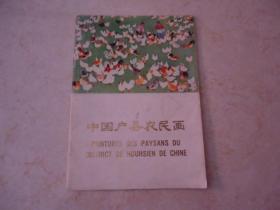 中国户县农民画
PEINTURES DES PAYSANS DU
DISTRICT DE HOUHSIEN DE CHINE